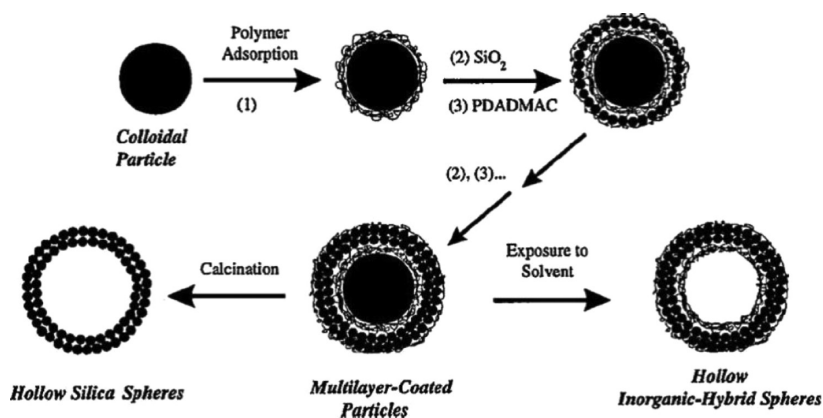 Polymer
Adsorption
(1)
Colloidal
Particle
(2) SiO₂
(3) PDADMAC
(2), (3)...
Calcination
Exposure to
Solvent
Hollow Silica Spheres
Multilayer-Coated
Particles
Hollow
Inorganic-Hybrid Spheres